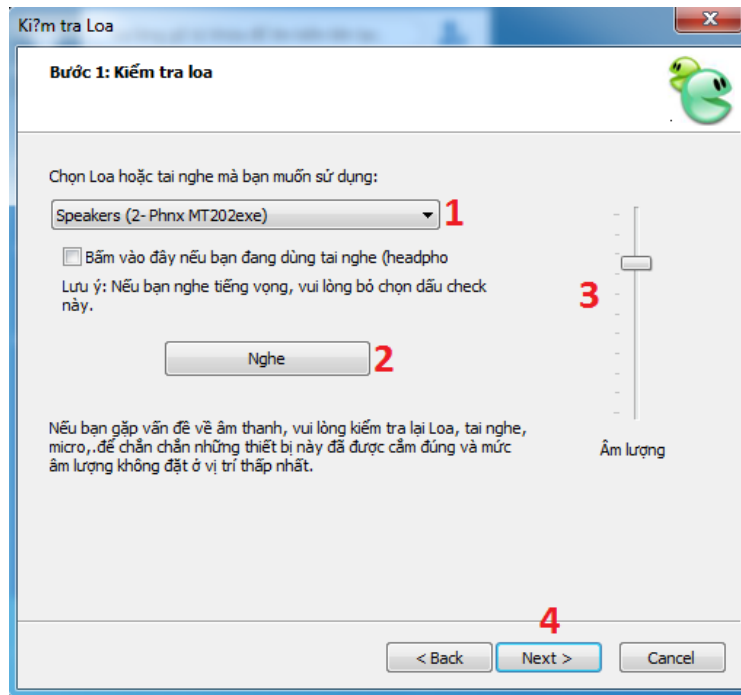 Ki?m tra Loa
Bước 1: Kiểm tra loa
Chọn Loa hoặc tai nghe mà bạn muốn sử dụng:
Speakers (2- Phnx MT202exe)
1
Bấm vào đây nếu bạn đang dùng tai nghe (headpho
Lưu ý: Nếu bạn nghe tiếng vọng, vui lòng bỏ chọn dấu check
này.
3
Nghe
2
Nếu bạn gặp vấn đề về âm thanh, vui lòng kiểm tra lại Loa, tai nghe,
micro,.để chắn chắn những thiết bị này đã được cắm đúng và mức
âm lượng không đặt ở vị trí thấp nhất.
Âm lượng
4
< Back
Next >
Cancel